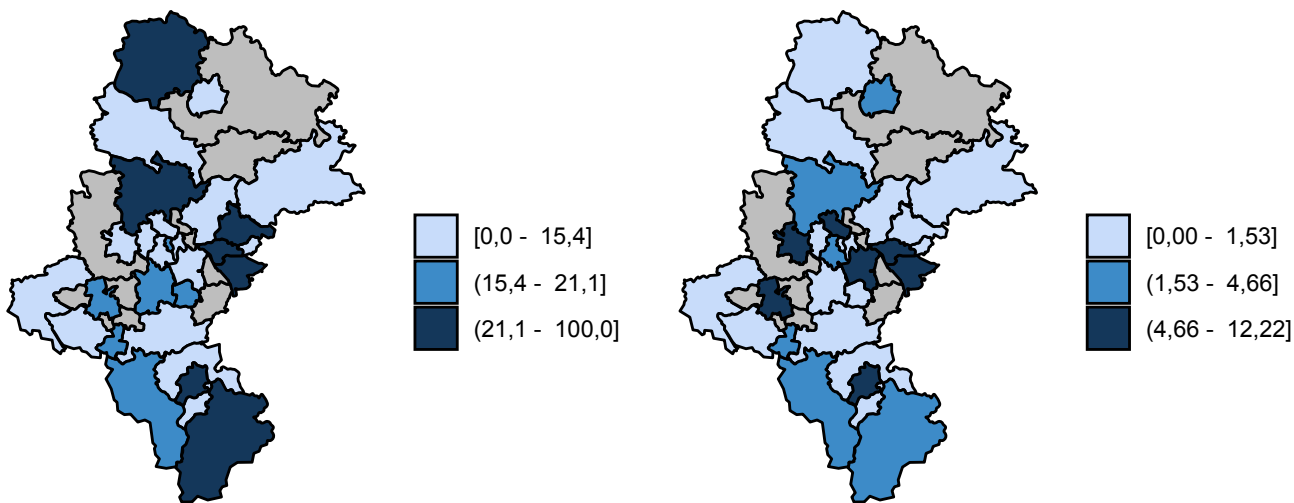 [0,0 - 15,4]
(15,4 - 21,1]
(21,1 - 100,0]
[0,00 - 1,53]
(1,53 - 4,66]
(4,66 - 12,22]